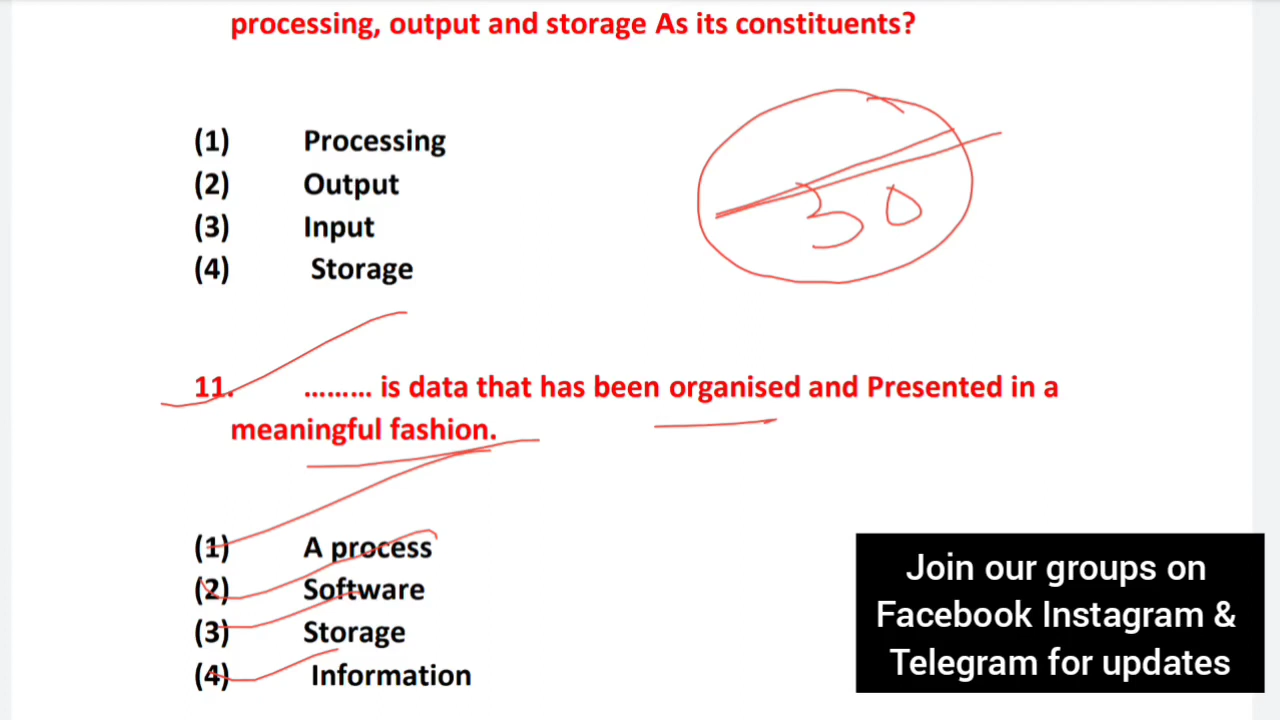 processing, output and storage As its constituents?
(1) Processing
(2) Output
(3) Input
(4) Storage
30
11. ......... is data that has been organised and Presented in a
meaningful fashion.
(1) A process
(2) Software
(3) Storage
(4) Information
Join our groups on
Facebook Instagram &
Telegram for updates